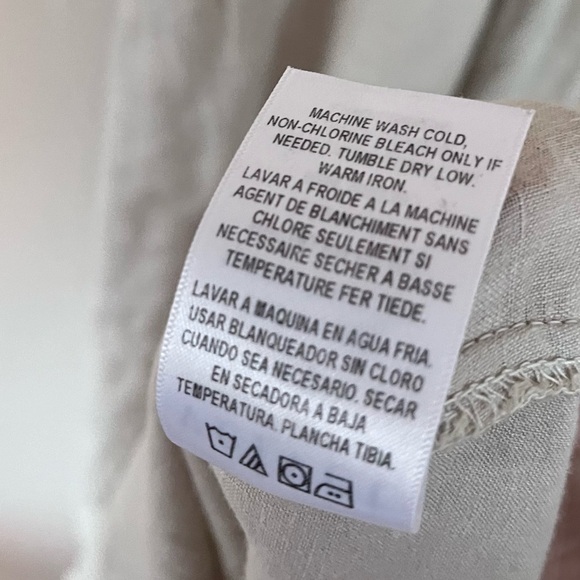 MACHINE WASH COLD,
NON-CHLORINE BLEACH ONLY IF
NEEDED. TUMBLE DRY LOW.
WARM IRON.
LAVAR A FROIDE A LA MACHINE
AGENT DE BLANCHIMENT SANS
CHLORE SEULEMENT SI
NECESSAIRE SECHER A BASSE
TEMPERATURE FER TIEDE.
LAVAR A MAQUINA EN AGUA FRIA.
USAR BLANQUEADOR SIN CLORO
CUANDO SEA NECESARIO. SECAR
EN SECADORA A BAJA
TEMPERATURA. PLANCHA TIBIA.